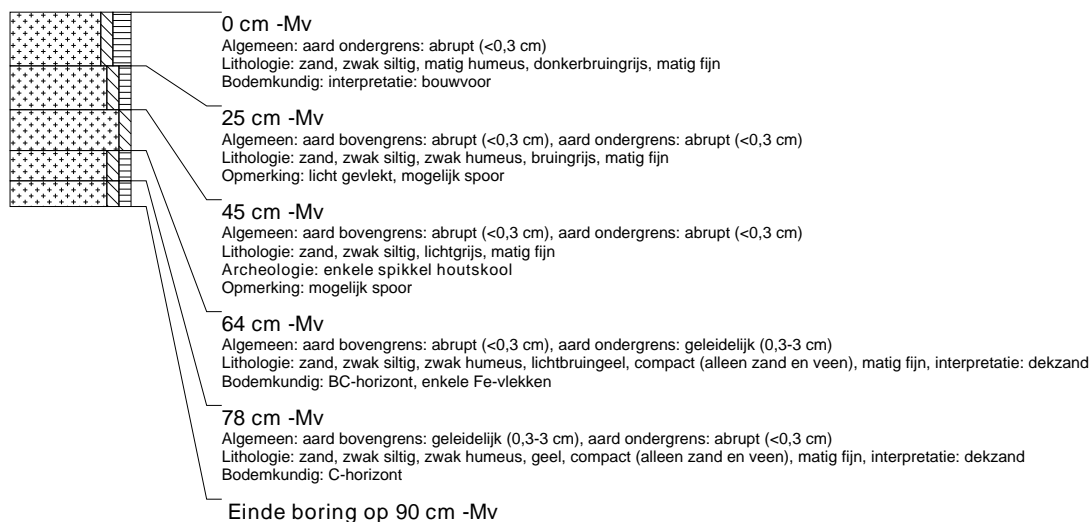 0 cm -Mv
Algemeen: aard ondergrens: abrupt (<0,3 cm)
Lithologie: zand, zwak siltig, matig humeus, donkerbruingrijs, matig fijn
Bodemkundig: interpretatie: bouwvoor
25 cm -Mv
Algemeen: aard bovengrens: abrupt (<0,3 cm), aard ondergrens: abrupt (<0,3 cm)
Lithologie: zand, zwak siltig, zwak humeus, bruingrijs, matig fijn
Opmerking: licht gevlekt, mogelijk spoor
45 cm -Mv
Algemeen: aard bovengrens: abrupt (<0,3 cm), aard ondergrens: abrupt (<0,3 cm)
Lithologie: zand, zwak siltig, lichtgrijs, matig fijn
Archeologie: enkele spikkel houtskool
Opmerking: mogelijk spoor
64 cm -Mv
Algemeen: aard bovengrens: abrupt (<0,3 cm), aard ondergrens: geleidelijk (0,3-3 cm)
Lithologie: zand, zwak siltig, zwak humeus, lichtbruingeel, compact (alleen zand en veen), matig fijn, interpretatie: dekzand
Bodemkundig: BC-horizont, enkele Fe-vlekken
78 cm -Mv
Algemeen: aard bovengrens: geleidelijk (0,3-3 cm), aard ondergrens: abrupt (<0,3 cm)
Lithologie: zand, zwak siltig, zwak humeus, geel, compact (alleen zand en veen), matig fijn, interpretatie: dekzand
Bodemkundig: C-horizont
Einde boring op 90 cm -Mv